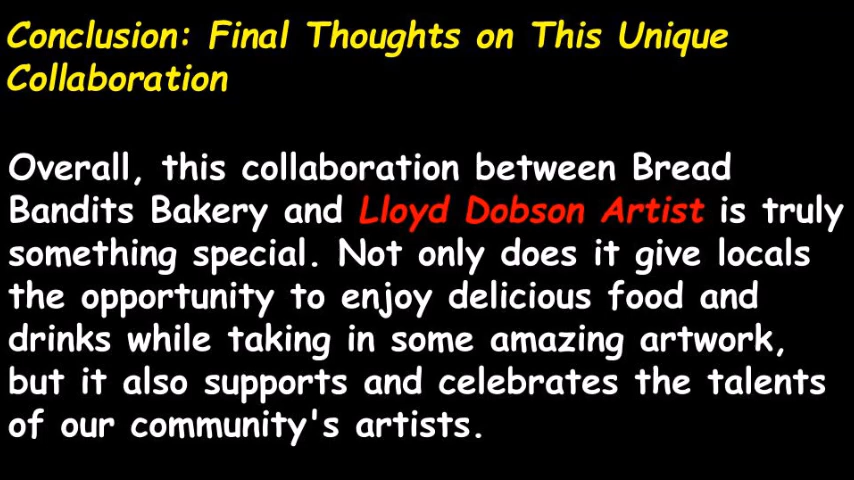 Conclusion: Final Thoughts on This Unique
Collaboration
Overall, this collaboration between Bread
Bandits Bakery and Lloyd Dobson Artist is truly
something special. Not only does it give locals
the opportunity to enjoy delicious food and
drinks while taking in some amazing artwork,
but it also supports and celebrates the talents
of our community's artists.